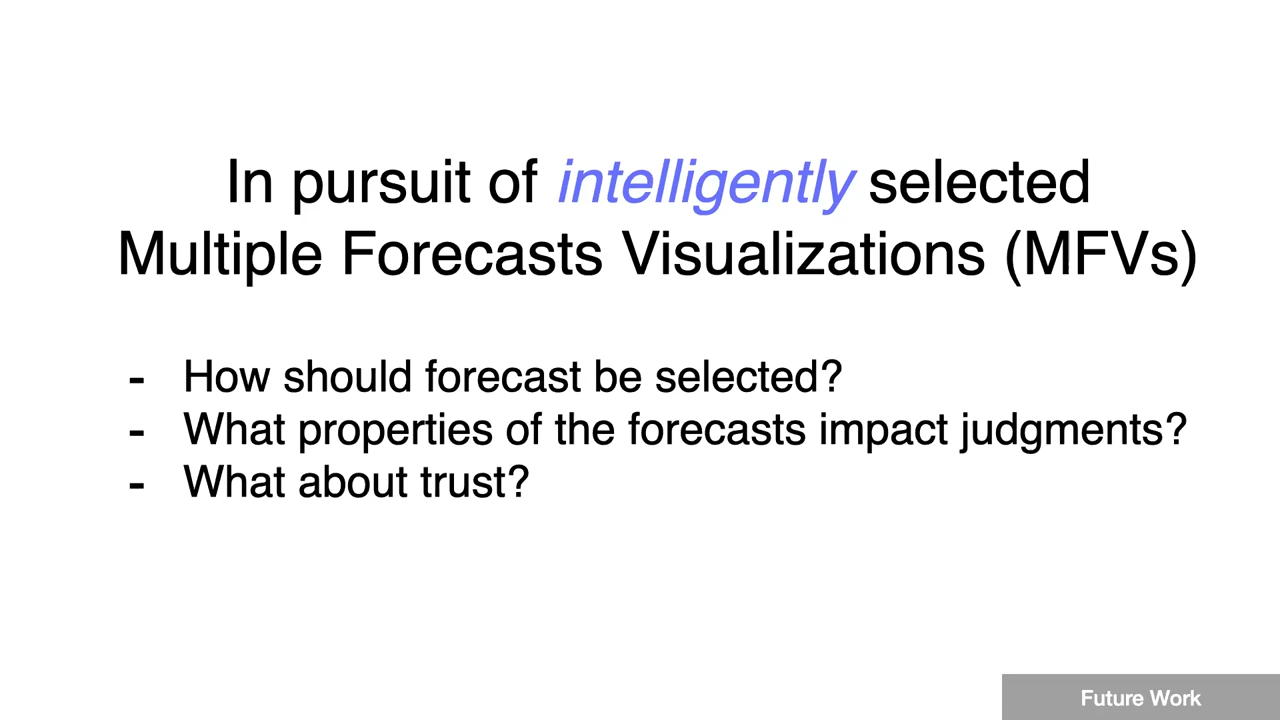 In pursuit of intelligently selected
Multiple Forecasts Visualizations (MFVs)
- How should forecast be selected?
- What properties of the forecasts impact judgments?
- What about trust?
Future Work